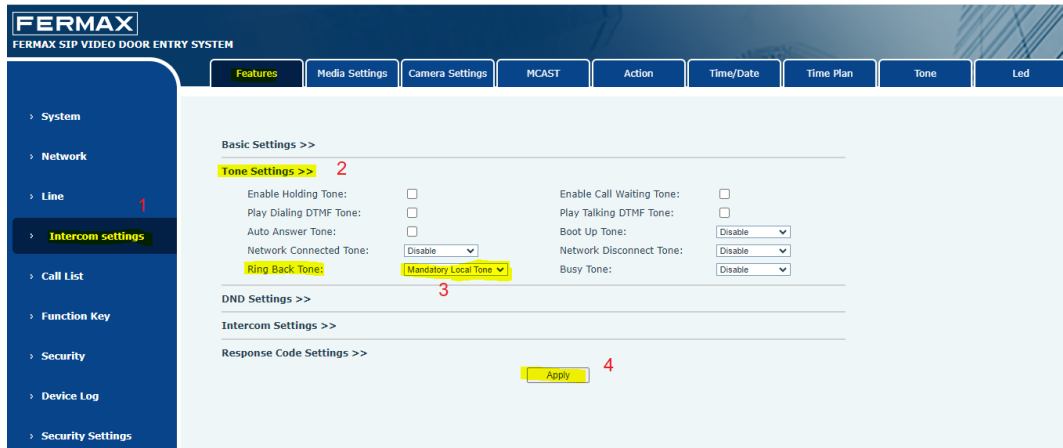 FERMAX
FERMAX SIP VIDEO DOOR ENTRY SYSTEM
Features Media Settings Camera Settings MCAST Action Time/Date Time Plan Tone Led
› System
› Network
› Line
1
› Intercom settings
› Call List
› Function Key
› Security
› Device Log
› Security Settings
Basic Settings >>
Tone Settings >> 2
Enable Holding Tone: Enable Call Waiting Tone:
Play Dialing DTMF Tone: Play Talking DTMF Tone:
Auto Answer Tone: Boot Up Tone: Disable
Network Connected Tone: Disable Network Disconnect Tone: Disable
Ring Back Tone: Mandatory Local Tone Busy Tone: Disable
3
DND Settings >>
Intercom Settings >>
Response Code Settings >>
Apply 4